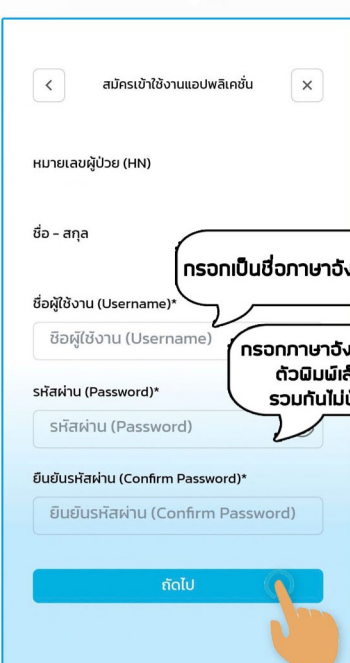 สมัครเข้าใช้งานแอปพลิเคชั่น
หมายเลขผู้ป่วย (HN)
ชื่อ - สกุล
กรอกเป็นชื่อภาษาอัง
ชื่อผู้ใช้งาน (Username)*
ชื่อผู้ใช้งาน (Username)
กรอกภาษาอัง
ตัวพิมพ์เล็
รวมกันไม่น
รหัสผ่าน (Password)*
รหัสผ่าน (Password)
ยืนยันรหัสผ่าน (Confirm Password)*
ยืนยันรหัสผ่าน (Confirm Password)
ถัดไป